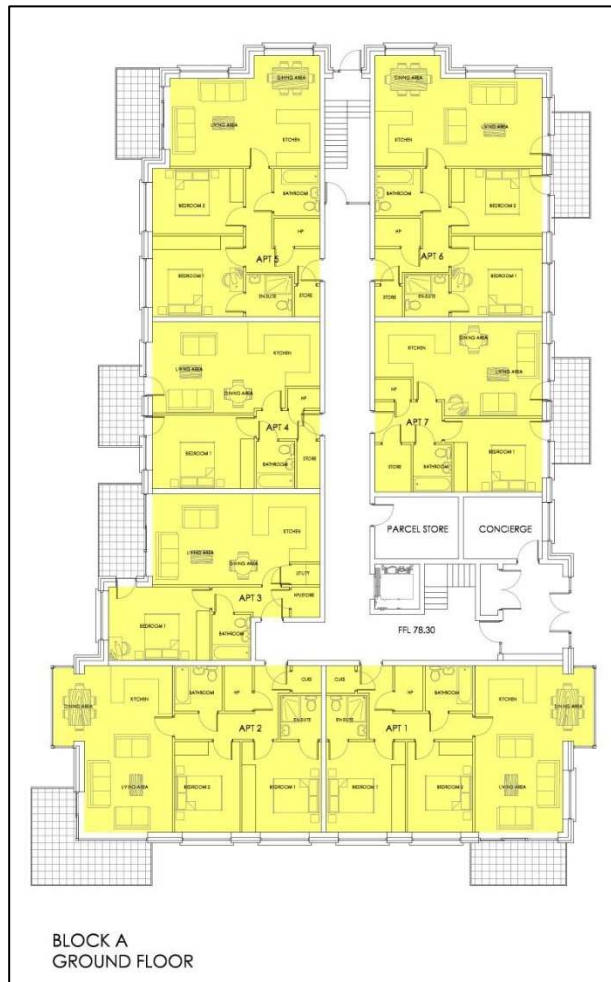 DINING AREA
DINING AREA
LIVING AREA
LIVING AREA
KITCHEN
KITCHEN
BEDROOM 2
BATHROOM
BATHROOM
BEDROOM 2
HP
HP
APT 5
APT 6
BEDROOM 1
BEDROOM 1
EN-SUITE
STORE
STORE
EN-SUITE
KITCHEN
KITCHEN
DINING AREA
LIVING AREA
LIVING AREA
DINING AREA
HP
HP
APT 4
APT 7
BEDROOM 1
BATHROOM
STORE
STORE
BATHROOM
BEDROOM 1
KITCHEN
PARCEL STORE
CONCIERGE
LIVING AREA
DINING AREA
UTILITY
APT 3
HP/STORE
BEDROOM 1
BATHROOM
FFL 78.30
KITCHEN
BATHROOM
HP
CUPB
CUPB
HP
BATHROOM
KITCHEN
DINING AREA
DINING AREA
APT 2
EN-SUITE
EN-SUITE
APT 1
LIVING AREA
BEDROOM 2
BEDROOM 1
BEDROOM 1
BEDROOM 2
LIVING AREA
BLOCK A
GROUND FLOOR